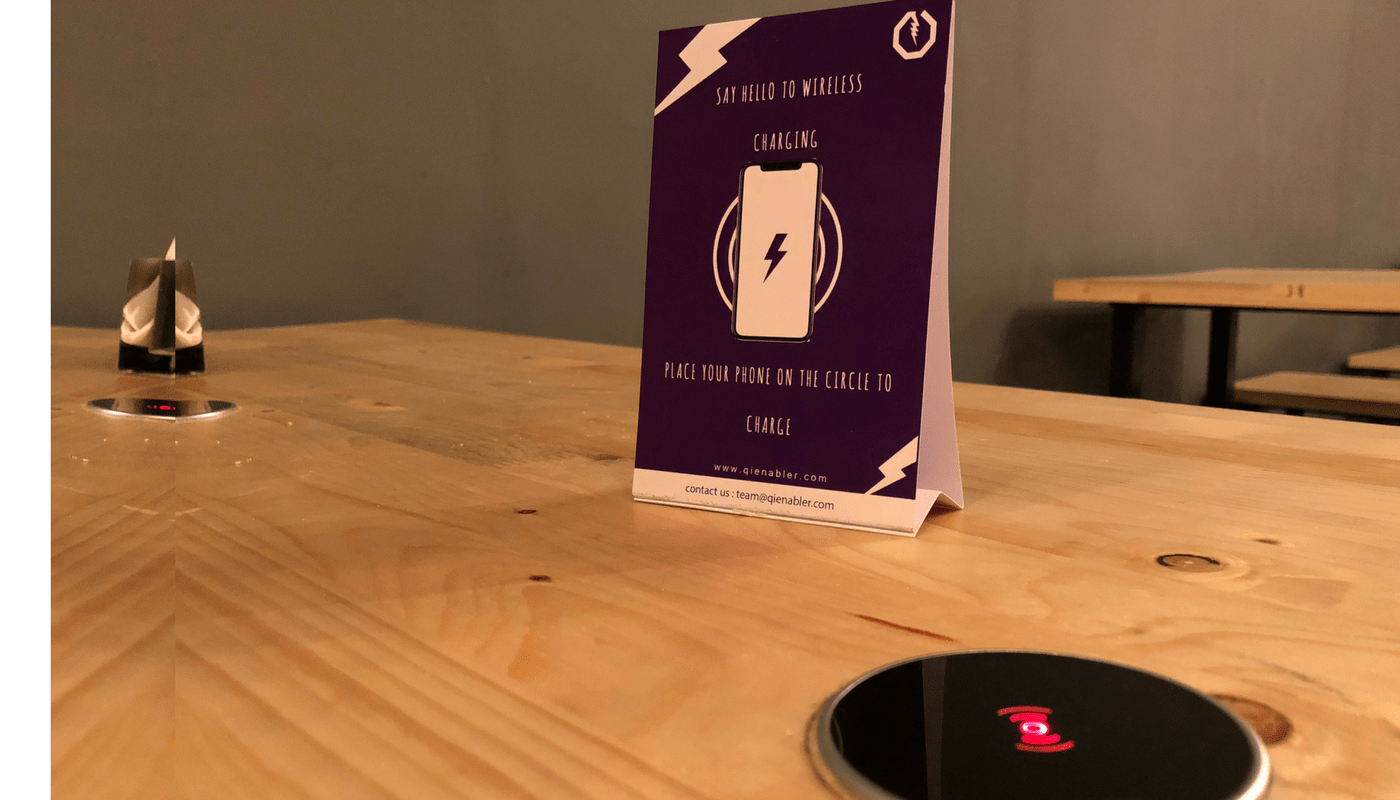 SAY HELLO TO WIRELESS
CHARGING
PLACE YOUR PHONE ON THE CIRCLE TO
CHARGE
www.qienabler.com
contact us : team@qienabler.com